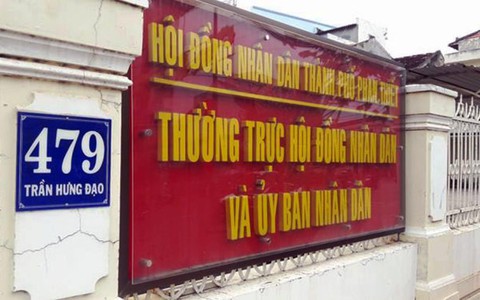 479
TRẦN HƯNG ĐẠO
HỘI ĐỒNG NHÂN DÂN THÀNH PHỐ PHAN THIẾT
THƯỜNG TRỰC HỘI ĐỒNG NHÂN DÂN
VÀ ỦY BAN NHÂN DÂN